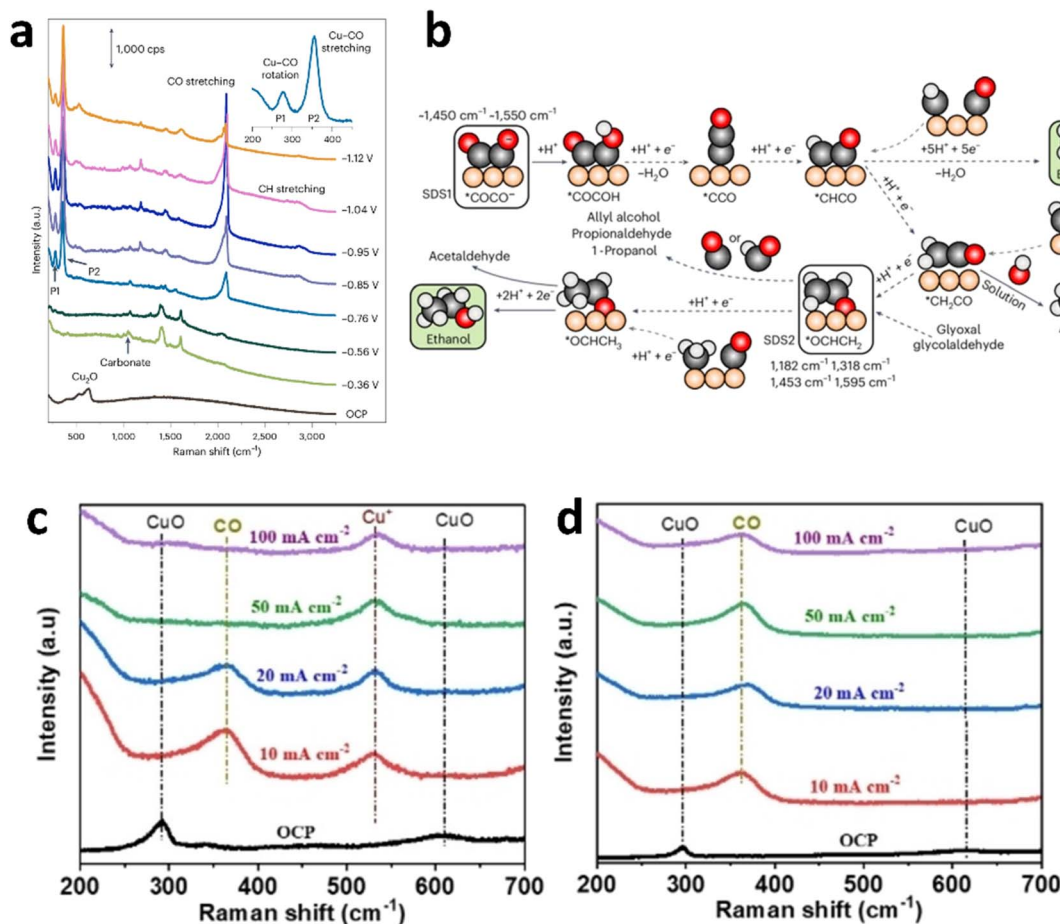 a
1,000 cps
Cu–CO
stretching
Cu–CO
rotation
CO stretching
P1 P2
200 300 400
–1.12 V
CH stretching
–1.04 V
–0.95 V
–0.85 V
P2
P1
–0.76 V
–0.56 V
Carbonate
–0.36 V
Cu2O
OCP
Intensity (a.u.)
500 1,000 1,500 2,000 2,500 3,000
Raman shift (cm⁻¹)
b
~1,450 cm⁻¹ ~1,550 cm⁻¹
SDS1
*COCO⁻
+H⁺
*COCOH
+H⁺ + e⁻
–H2O
*CCO
+H⁺ + e⁻
*CHCO
+5H⁺ + 5e⁻
–H2O
+H⁺ + e⁻
Allyl alcohol
Propionaldehyde
1-Propanol
or
Acetaldehyde
+2H⁺ + 2e⁻
Ethanol
*OCHCH3
+H⁺ + e⁻
+H⁺ + e⁻
SDS2
*OCHCH2
1,182 cm⁻¹ 1,318 cm⁻¹
1,453 cm⁻¹ 1,595 cm⁻¹
+H⁺ + e⁻
*CH2CO
Solution
Glyoxal
glycolaldehyde
c
CuO CO Cu⁺ CuO
100 mA cm⁻²
50 mA cm⁻²
20 mA cm⁻²
10 mA cm⁻²
OCP
Intensity (a.u)
200 300 400 500 600 700
Raman shift (cm⁻¹)
d
CuO CO CuO
100 mA cm⁻²
50 mA cm⁻²
20 mA cm⁻²
10 mA cm⁻²
OCP
Intensity (a.u.)
200 300 400 500 600 700
Raman shift (cm⁻¹)